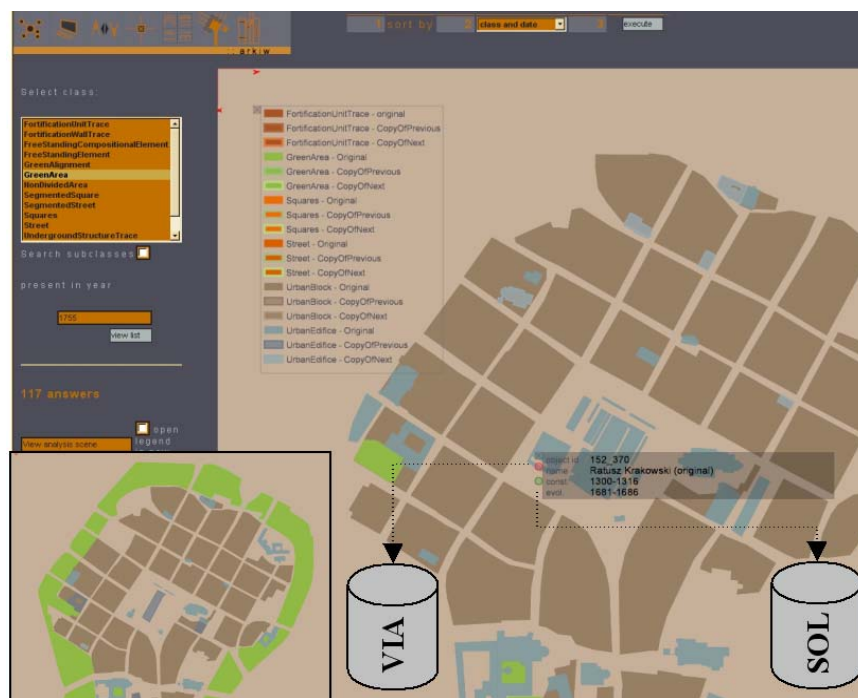 :: arkiw
1 sort by 2 class and date 3 execute
Select class:
FortificationUnitTrace
FortificationWallTrace
FreeStandingCompositionalElement
FreeStandingElement
GreenAlignment
GreenArea
NonDividedArea
SegmentedSquare
SegmentedStreet
Squares
Street
UndergroundStructureTrace
Search subclasses
present in year
1755
view list
117 answers
open
legend
View analysis scene
FortificationUnitTrace - original
FortificationUnitTrace - CopyOfPrevious
FortificationUnitTrace - CopyOfNext
GreenArea - Original
GreenArea - CopyOfPrevious
GreenArea - CopyOfNext
Squares - Original
Squares - CopyOfPrevious
Squares - CopyOfNext
Street - Original
Street - CopyOfPrevious
Street - CopyOfNext
UrbanBlock - Original
UrbanBlock - CopyOfPrevious
UrbanBlock - CopyOfNext
UrbanEdifice - Original
UrbanEdifice - CopyOfPrevious
UrbanEdifice - CopyOfNext
object id 152_370
name Ratusz Krakowski (original)
const. 1300-1316
evol. 1681-1686
VIA
SOL